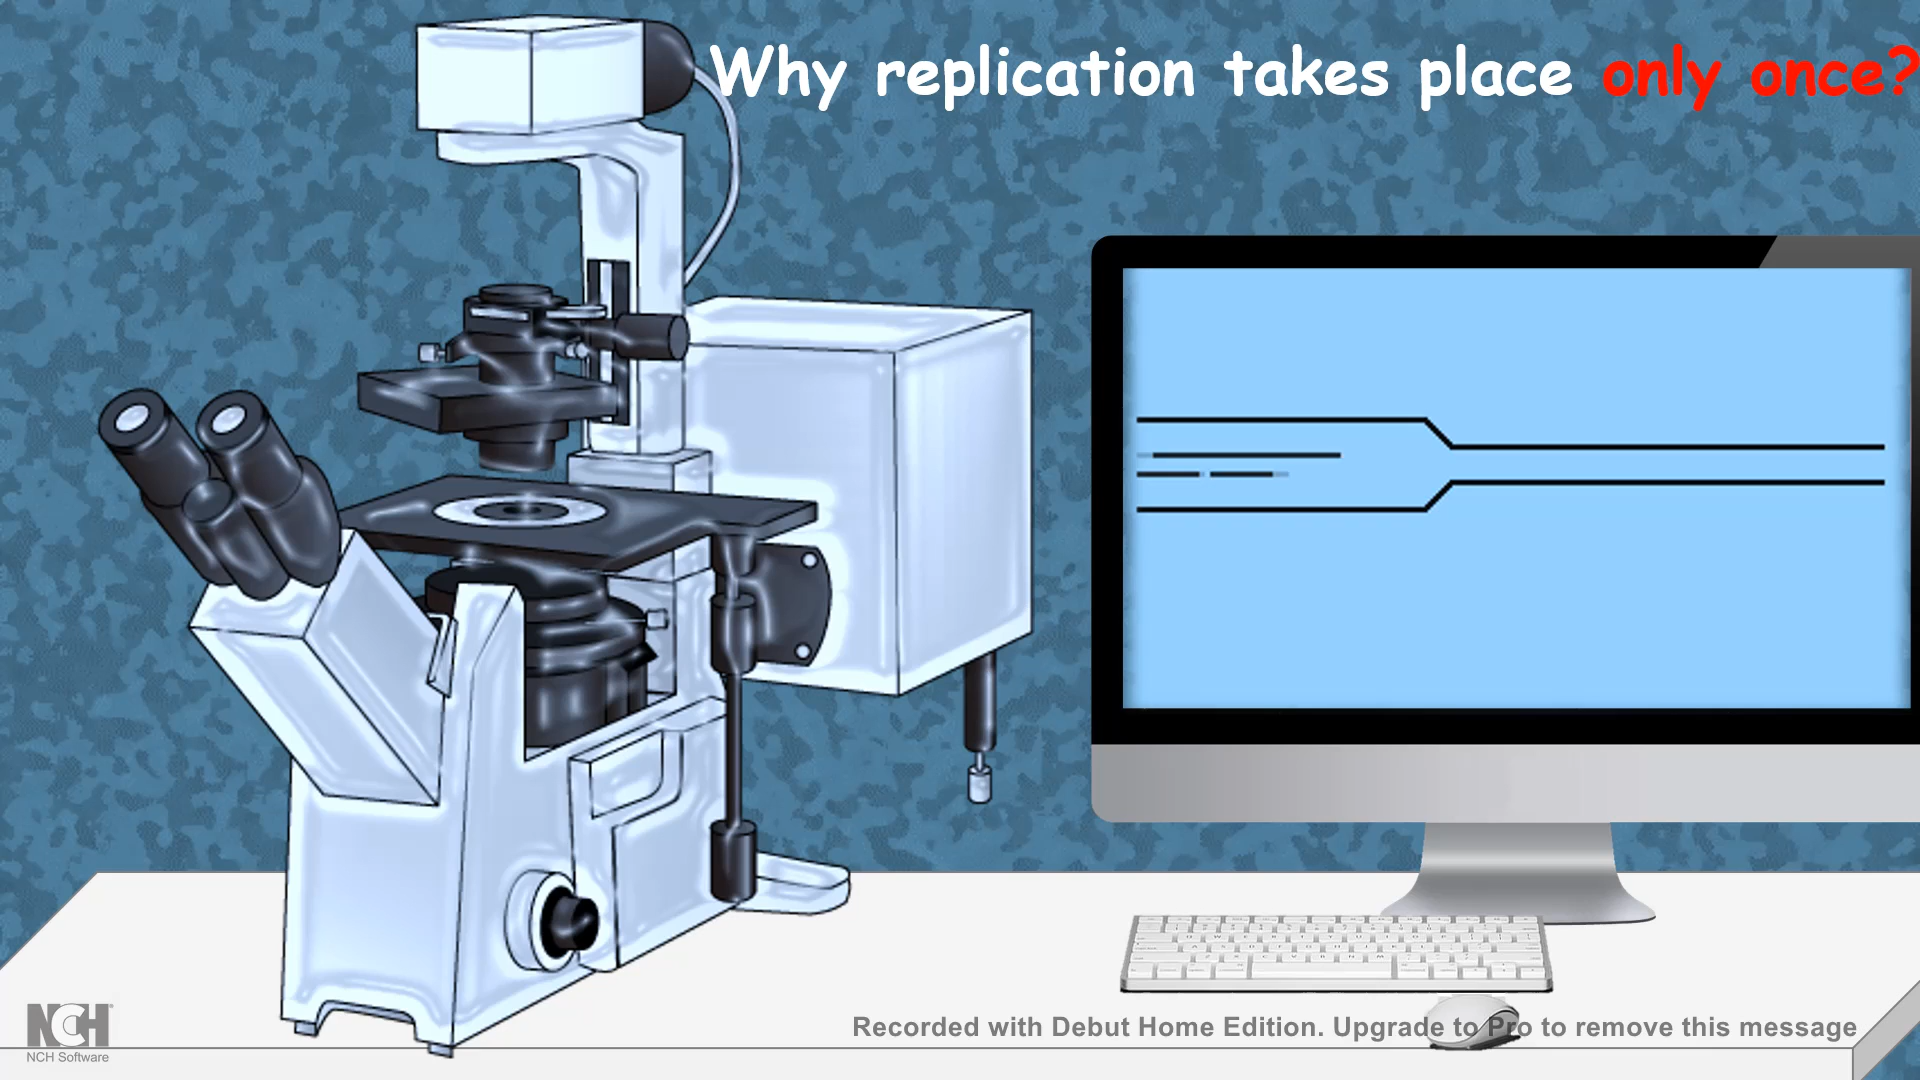 Why replication takes place only once?
NCH
NCH Software
Recorded with Debut Home Edition. Upgrade to Pro to remove this message